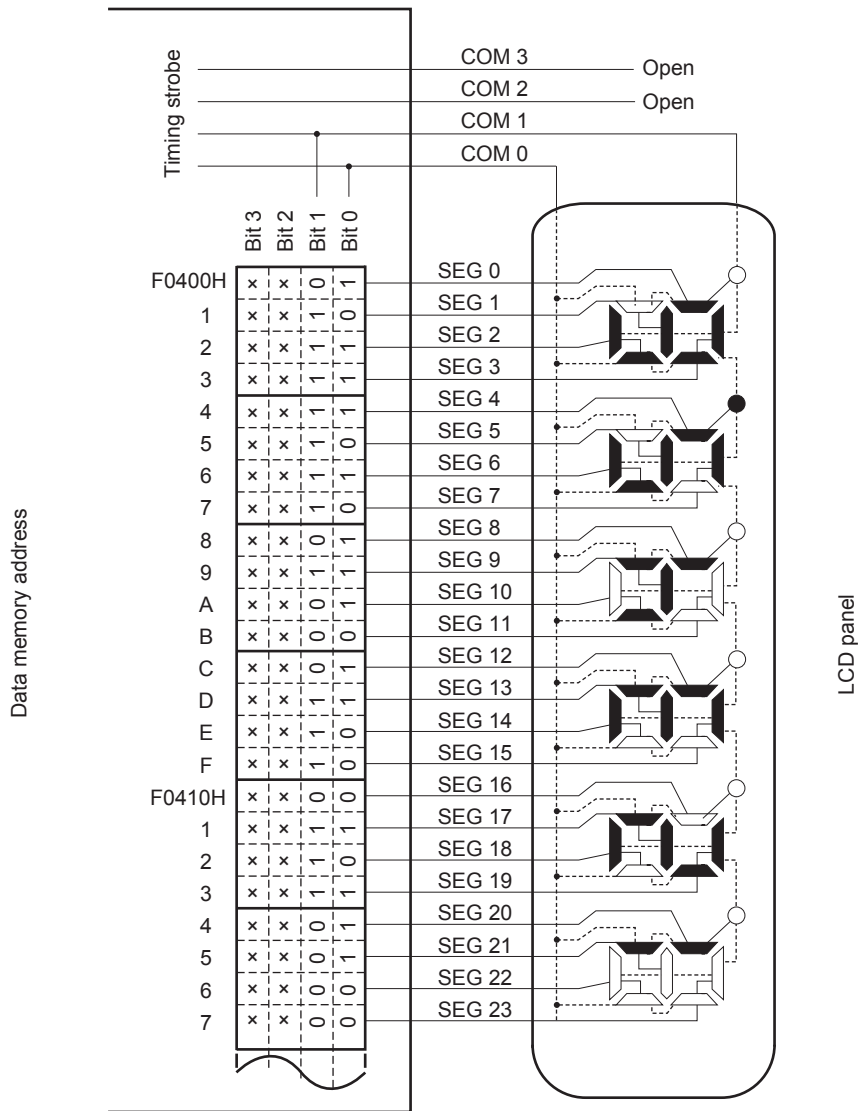 Timing strobe
COM 3
Open
COM 2
Open
COM 1
COM 0
Bit 3 Bit 2 Bit 1 Bit 0
Data memory address
LCD panel
F0400H × × 0 1 SEG 0
1 × × 1 0 SEG 1
2 × × 1 1 SEG 2
3 × × 1 1 SEG 3
4 × × 1 1 SEG 4
5 × × 1 0 SEG 5
6 × × 1 1 SEG 6
7 × × 1 0 SEG 7
8 × × 0 1 SEG 8
9 × × 1 1 SEG 9
A × × 0 1 SEG 10
B × × 0 0 SEG 11
C × × 0 1 SEG 12
D × × 1 1 SEG 13
E × × 1 0 SEG 14
F × × 1 0 SEG 15
F0410H × × 0 0 SEG 16
1 × × 1 1 SEG 17
2 × × 1 0 SEG 18
3 × × 1 1 SEG 19
4 × × 0 1 SEG 20
5 × × 0 1 SEG 21
6 × × 0 0 SEG 22
7 × × 0 0 SEG 23